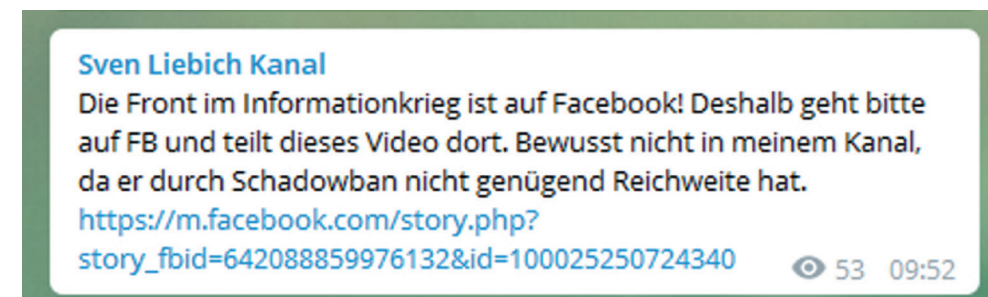 Sven Liebich Kanal
Die Front im Informationkrieg ist auf Facebook! Deshalb geht bitte
auf FB und teilt dieses Video dort. Bewusst nicht in meinem Kanal,
da er durch Schadowban nicht genügend Reichweite hat.
https://m.facebook.com/story.php?
story_fbid=642088859976132&id=100025250724340
53 09:52